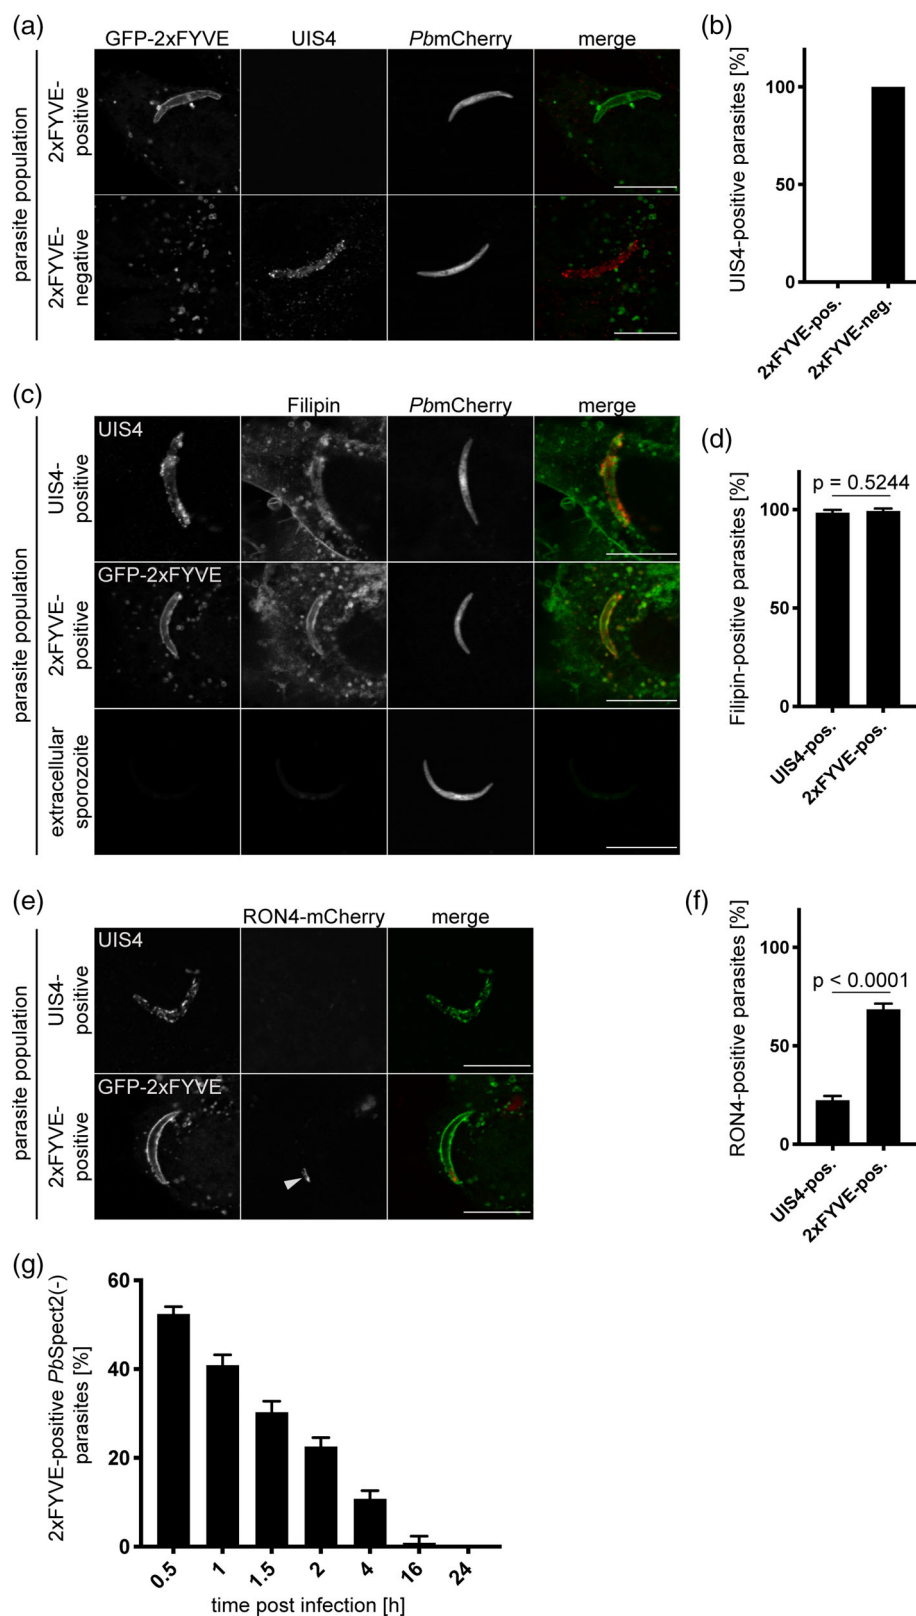 (a)
GFP-2xFYVE UIS4 PbmCherry merge
parasite population
2xFYVE-
positive
2xFYVE-
negative
(b)
UIS4-positive parasites [%]
100
50
0
2xFYVE-pos.
2xFYVE-neg.
(c)
Filipin PbmCherry merge
parasite population
UIS4-
positive
UIS4
2xFYVE-
positive
GFP-2xFYVE
extracellular
sporozoite
(d)
Filipin-positive parasites [%]
p = 0.5244
100
50
0
UIS4-pos.
2xFYVE-pos.
(e)
RON4-mCherry merge
parasite population
UIS4-
positive
UIS4
2xFYVE-
positive
GFP-2xFYVE
(f)
RON4-positive parasites [%]
100
p < 0.0001
50
0
UIS4-pos.
2xFYVE-pos.
(g)
2xFYVE-positive PbSpect2(-)
parasites [%]
60
40
20
0
0.5 1 1.5 2 4 16 24
time post infection [h]